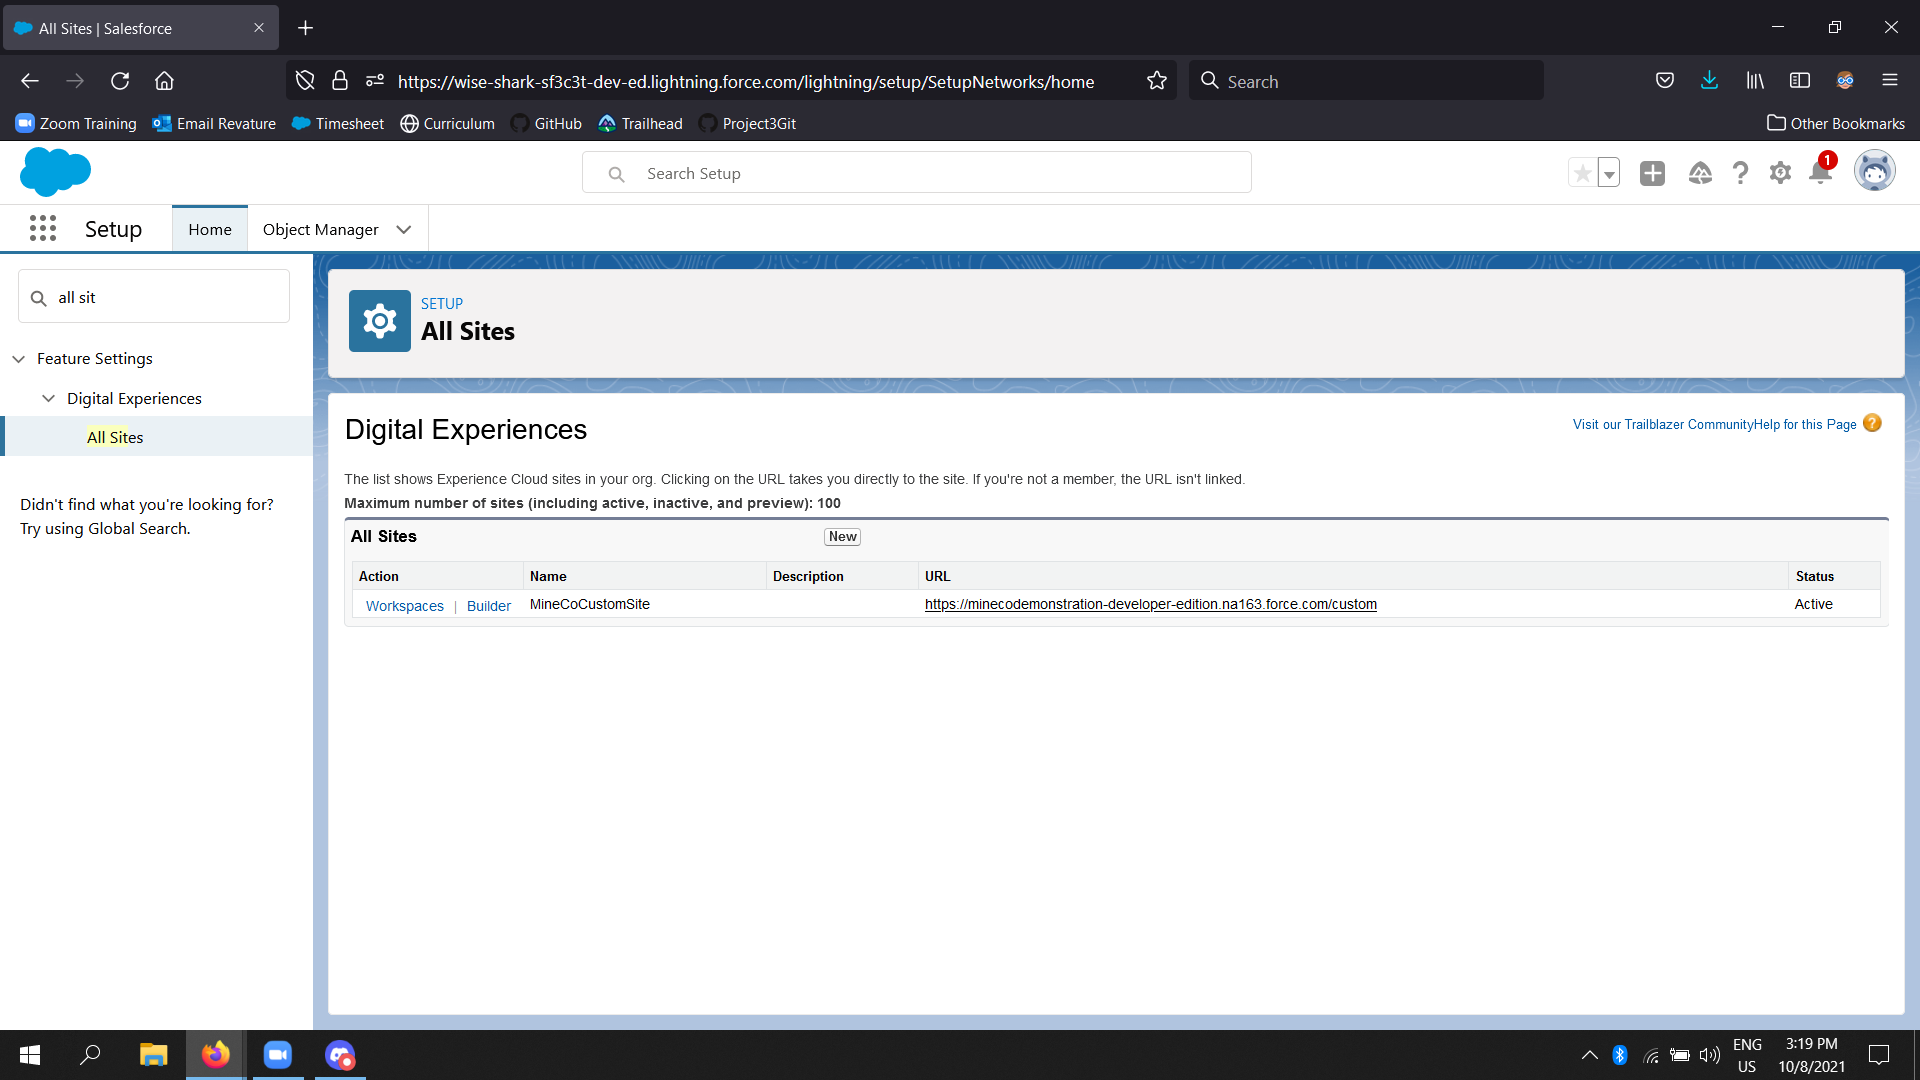 All Sites | Salesforce
https://wise-shark-sf3c3t-dev-ed.lightning.force.com/lightning/setup/SetupNetworks/home
Search
Zoom Training
Email Revature
Timesheet
Curriculum
GitHub
Trailhead
Project3Git
Other Bookmarks
Search Setup
1
Setup
Home
Object Manager
all sit
Feature Settings
Digital Experiences
All Sites
Didn't find what you're looking for?
Try using Global Search.
SETUP
All Sites
Digital Experiences
Visit our Trailblazer CommunityHelp for this Page ?
The list shows Experience Cloud sites in your org. Clicking on the URL takes you directly to the site. If you're not a member, the URL isn't linked.
Maximum number of sites (including active, inactive, and preview): 100
All Sites
New
Action Name Description URL Status
Workspaces | Builder MineCoCustomSite https://minecodemonstration-developer-edition.na163.force.com/custom Active
ENG
US
3:19 PM
10/8/2021